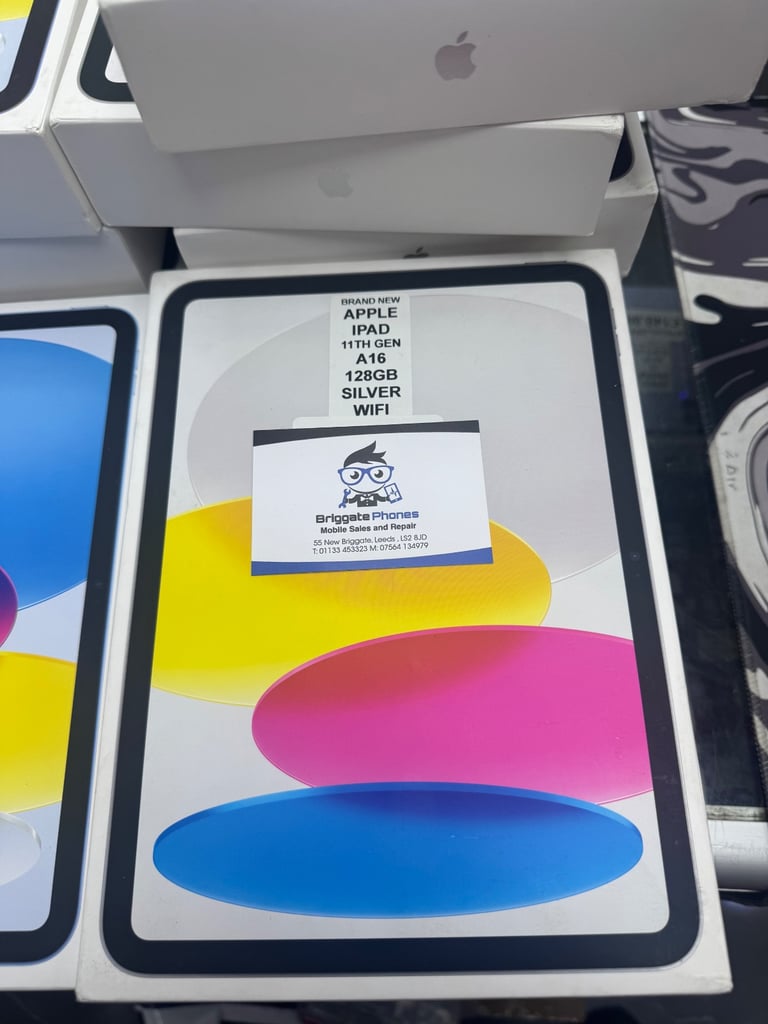 BRAND NEW
APPLE
IPAD
11TH GEN
A16
128GB
SILVER
WIFI
Briggate Phones
Mobile Sales and Repair
55 New Briggate, Leeds , LS2 8JD
T: 01133 453323 M: 07564 134979